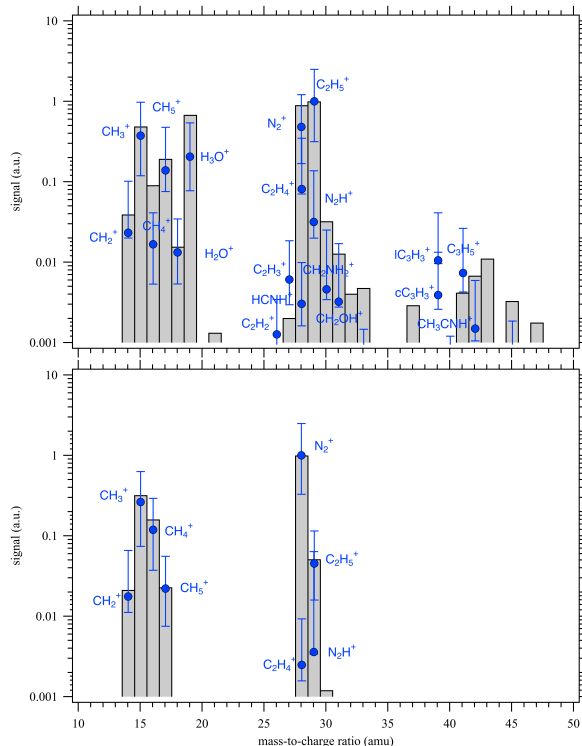 10
C₂H₅⁺
1
CH₅⁺
CH₃⁺
N₂⁺
H₃O⁺
signal (a.u.)
0.1
C₂H₄⁺
N₂H⁺
CH₂⁺
CH₄⁺
H₂O⁺
lC₃H₃⁺
C₃H₅⁺
0.01
C₂H₃⁺
CH₂NH₂⁺
HCNH⁺
cC₃H₃⁺
C₂H₂⁺
CH₂OH⁺
CH₃CNH⁺
0.001
10
N₂⁺
1
CH₃⁺
signal (a.u.)
CH₄⁺
0.1
C₂H₅⁺
CH₂⁺
CH₅⁺
0.01
C₂H₄⁺
N₂H⁺
0.001
10 15 20 25 30 35 40 45 50
mass-to-charge ratio (amu)